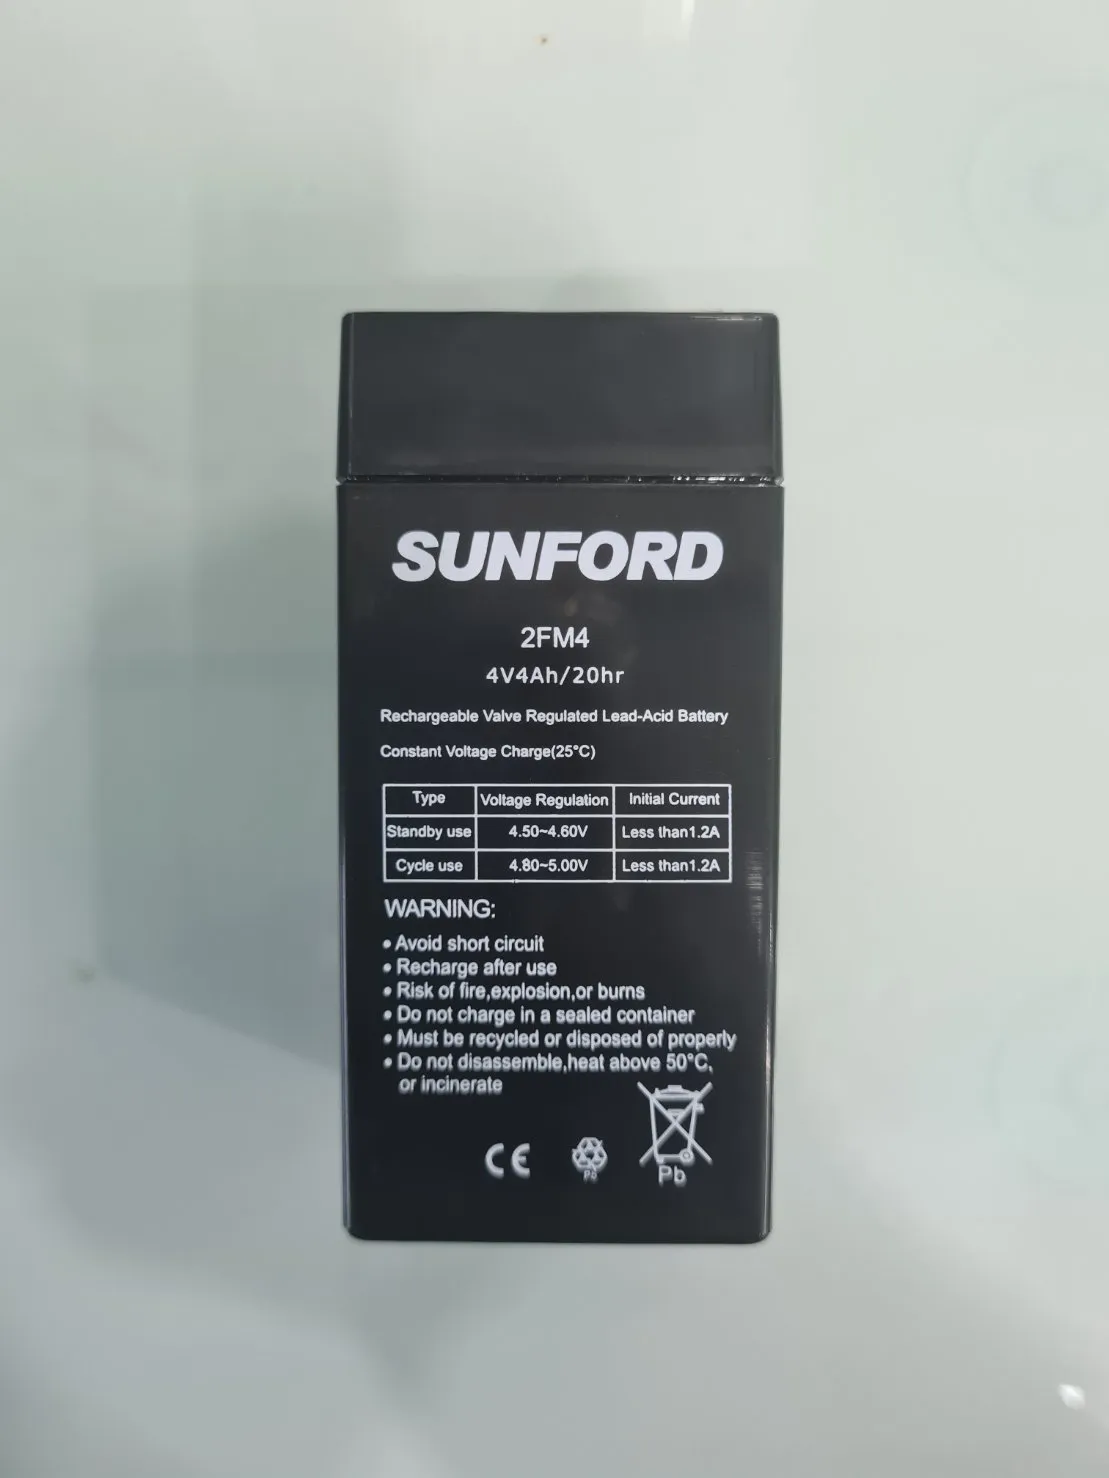 SUNFORD
2FM4
4V4Ah/20hr
Rechargeable Valve Regulated Lead-Acid Battery
Constant Voltage Charge(25°C)
Type Voltage Regulation Initial Current
Standby use 4.50~4.60V Less than1.2A
Cycle use 4.80~5.00V Less than1.2A
WARNING:
• Avoid short circuit
• Recharge after use
• Risk of fire,explosion,or burns
• Do not charge in a sealed container
• Must be recycled or disposed of properly
• Do not disassemble,heat above 50°C,
or incinerate
CE
Pb
Pb